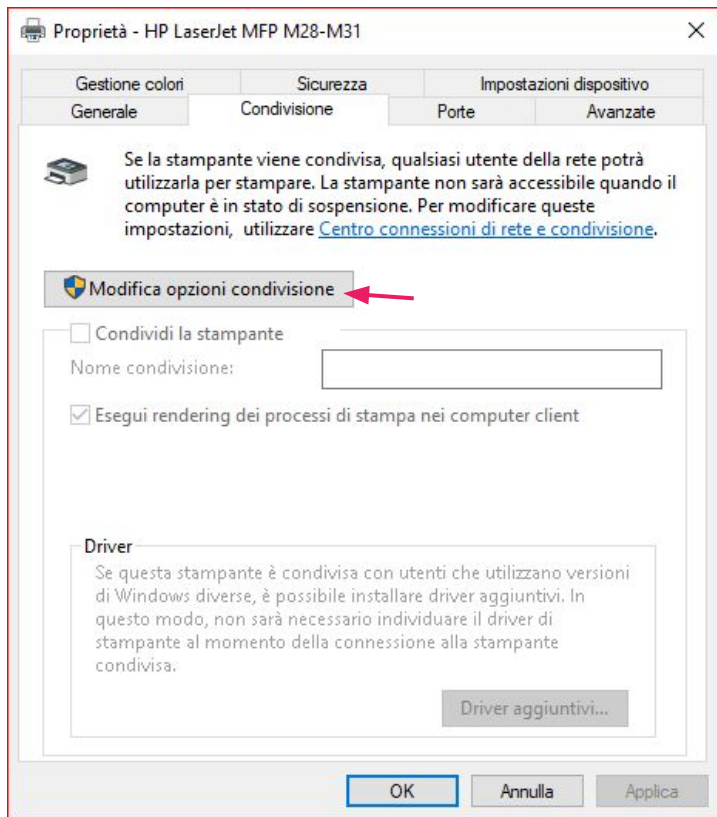 Proprietà - HP LaserJet MFP M28-M31
Gestione colori Sicurezza Impostazioni dispositivo
Generale Condivisione Porte Avanzate
Se la stampante viene condivisa, qualsiasi utente della rete potrà
utilizzarla per stampare. La stampante non sarà accessibile quando il
computer è in stato di sospensione. Per modificare queste
impostazioni, utilizzare Centro connessioni di rete e condivisione.
Modifica opzioni condivisione
Condividi la stampante
Nome condivisione:
Esegui rendering dei processi di stampa nei computer client
Driver
Se questa stampante è condivisa con utenti che utilizzano versioni
di Windows diverse, è possibile installare driver aggiuntivi. In
questo modo, non sarà necessario individuare il driver di
stampante al momento della connessione alla stampante
condivisa.
Driver aggiuntivi...
OK Annulla Applica